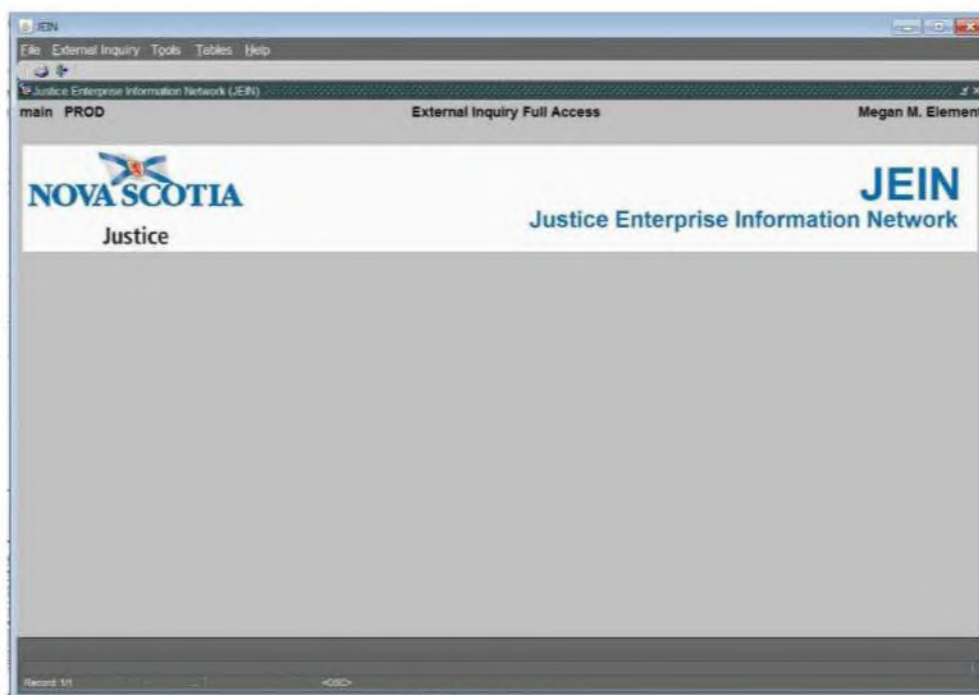 JEIN
File External Inquiry Tools Tables Help
Justice Enterprise Information Network (JEIN)
main PROD External Inquiry Full Access Megan M. Element
NOVA SCOTIA
Justice
JEIN
Justice Enterprise Information Network
Record: 1/1 <OSC>